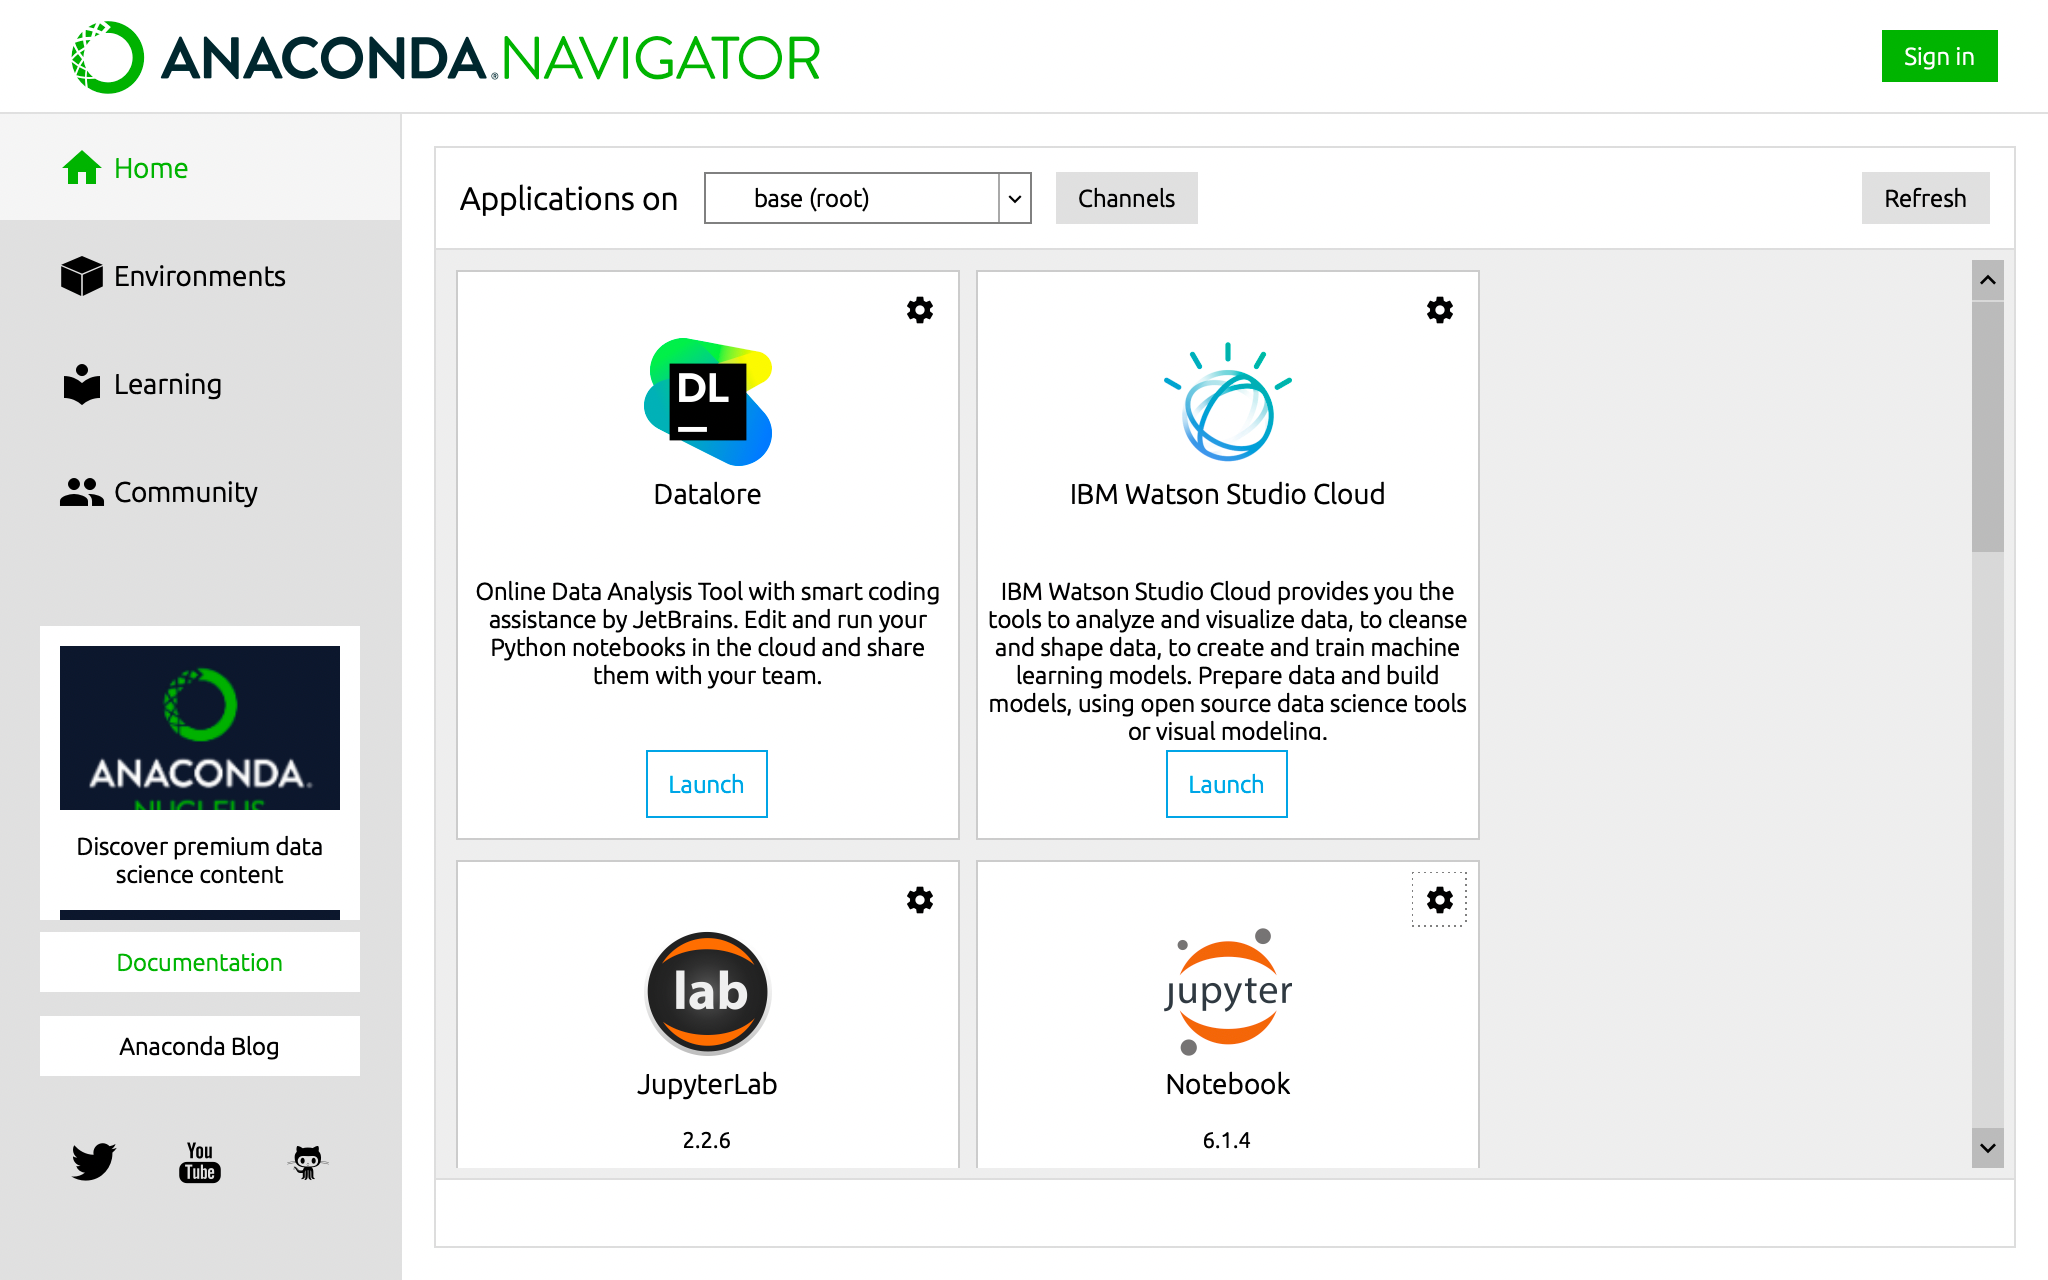 ANACONDA.NAVIGATOR
Sign in
Home
Environments
Learning
Community
ANACONDA.
NUCLEUS
Discover premium data
science content
Documentation
Anaconda Blog
You
Tube
Applications on
base (root)
Channels
Refresh
DL
Datalore
Online Data Analysis Tool with smart coding
assistance by JetBrains. Edit and run your
Python notebooks in the cloud and share
them with your team.
Launch
IBM Watson Studio Cloud
IBM Watson Studio Cloud provides you the
tools to analyze and visualize data, to cleanse
and shape data, to create and train machine
learning models. Prepare data and build
models, using open source data science tools
or visual modeling.
Launch
lab
JupyterLab
2.2.6
jupyter
Notebook
6.1.4